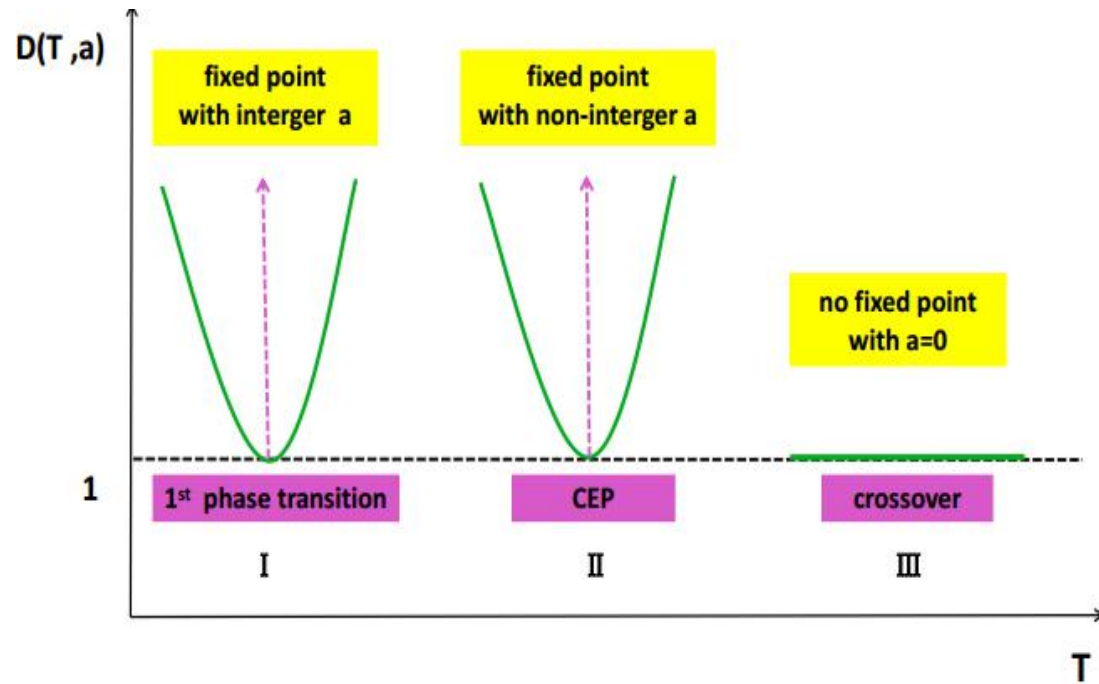 D(T ,a)
fixed point
with interger a
fixed point
with non-interger a
no fixed point
with a=0
1
1st phase transition
CEP
crossover
I
II
III
T